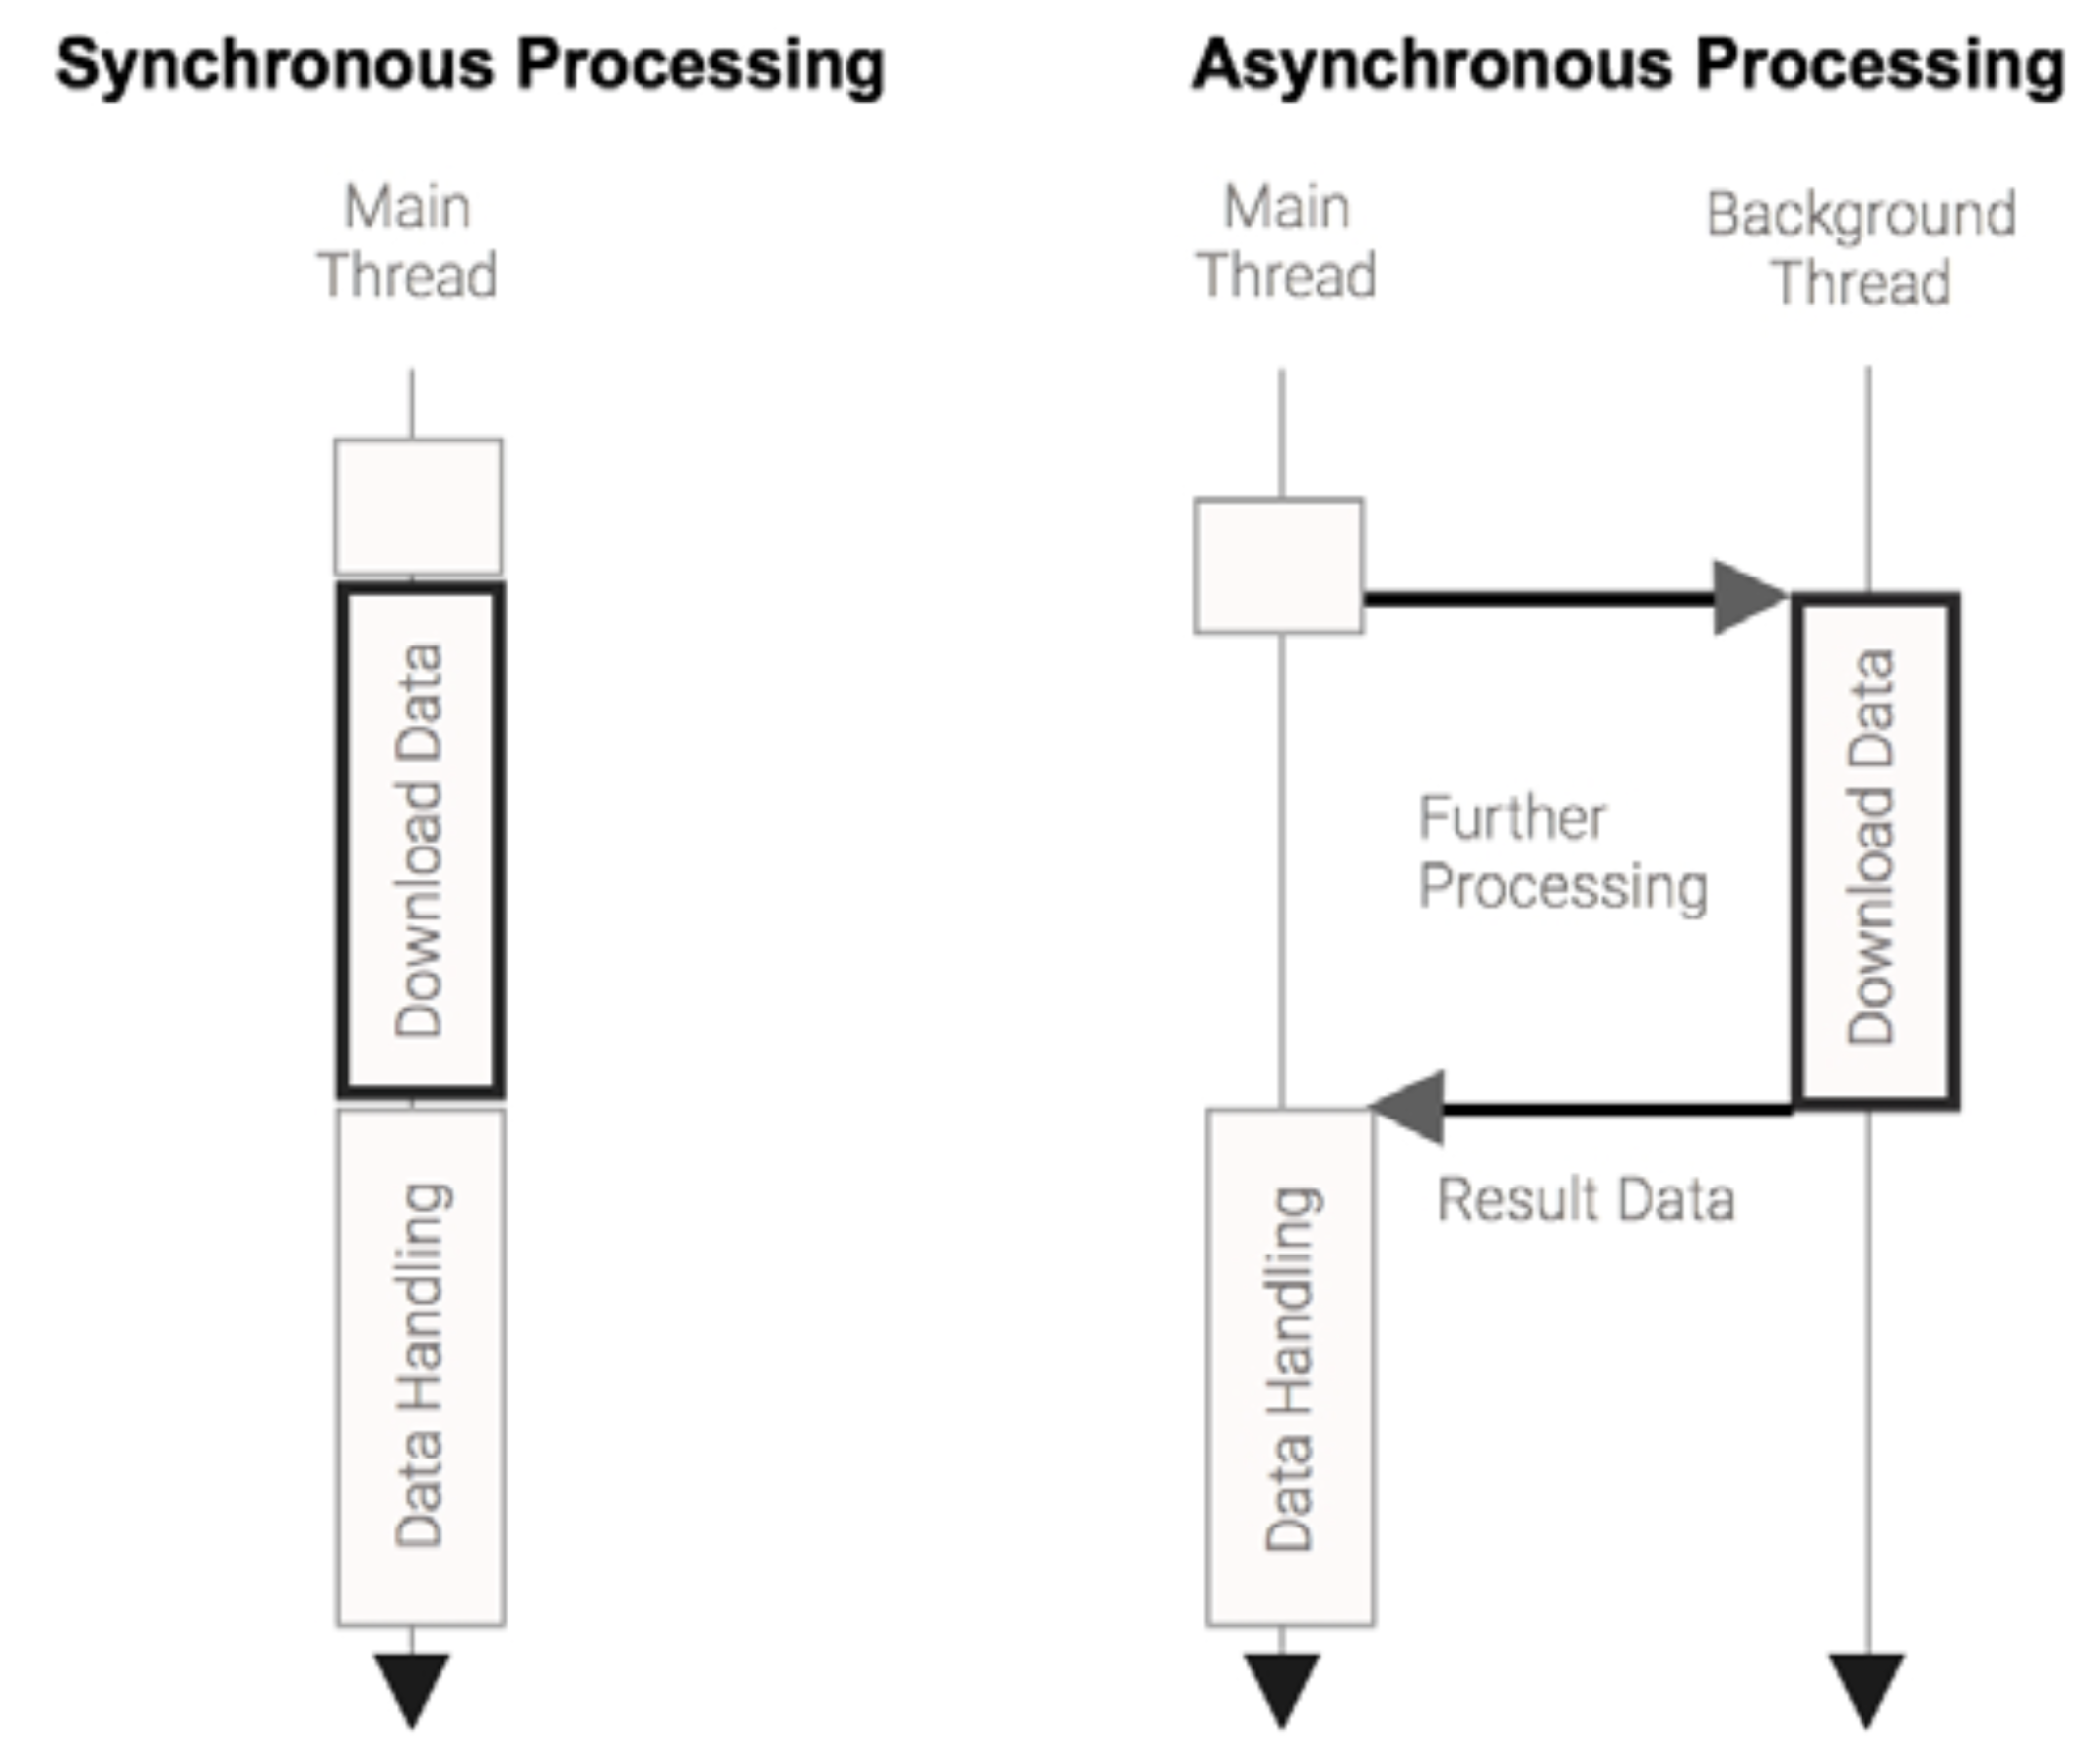 Synchronous Processing
Main
Thread
Download Data
Data Handling
Asynchronous Processing
Main
Thread
Background
Thread
Download Data
Further
Processing
Result Data
Data Handling